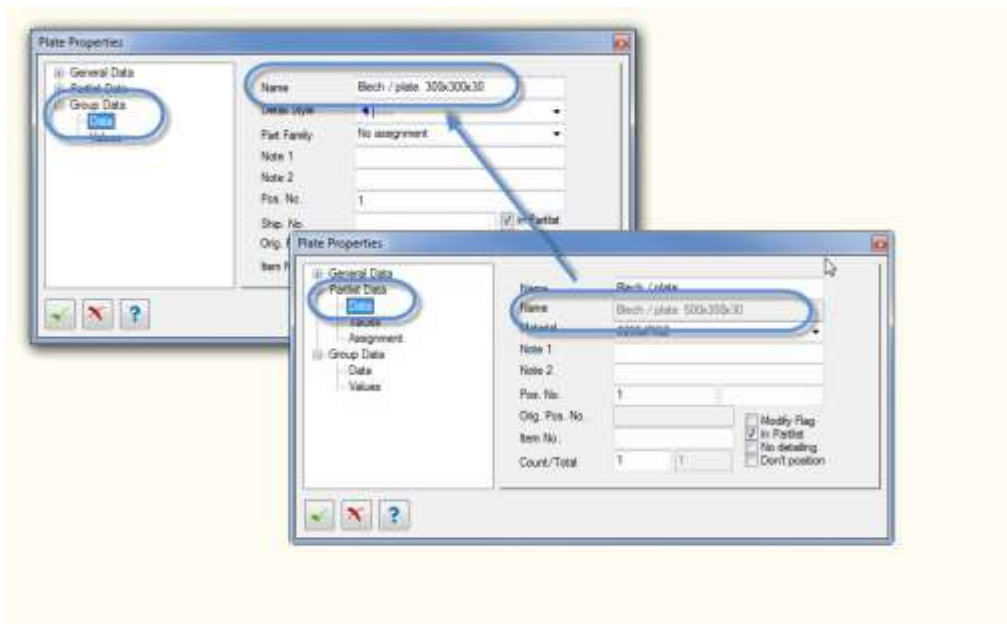 Plate Properties
General Data
Partlist Data
Group Data
Data
Values
Name
Blech / plate 300x300x30
Detail Style
Part Family
No assignment
Note 1
Note 2
Pos. No.
1
Ship. No.
In Partlist
Orig.
Item
Plate Properties
General Data
Partlist Data
Data
Values
Assignment
Group Data
Data
Values
Name
Blech / plate
Name
Blech / plate
Material
Note 1
Note 2
Pos. No.
1
Orig. Pos. No.
Item No.
Count/Total
1
1
Modify Flag
In Partlist
No detailing
Don't position
?
?